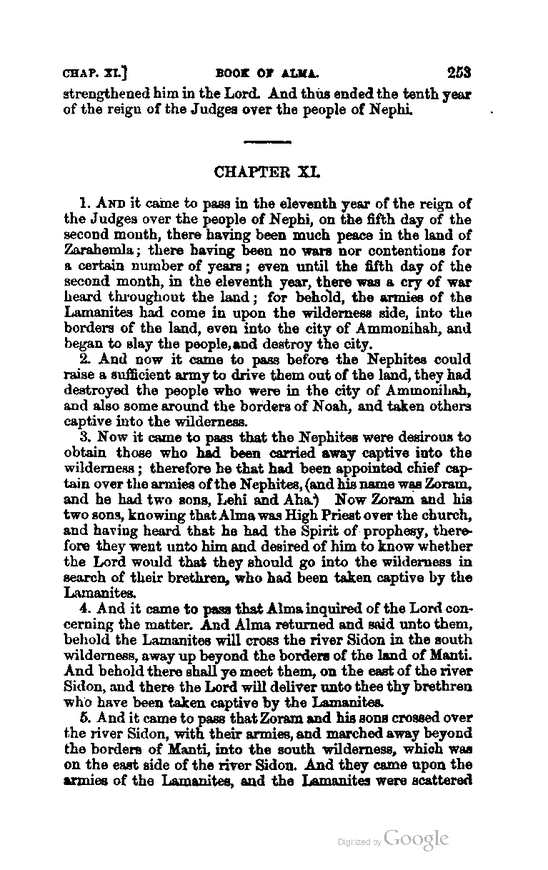 CHAP. XI.] BOOK OF ALMA. 253
strengthened him in the Lord. And thus ended the tenth year
of the reign of the Judges over the people of Nephi.
CHAPTER XI.
1. AND it came to pass in the eleventh year of the reign of
the Judges over the people of Nephi, on the fifth day of the
second month, there having been much peace in the land of
Zarahemla; there having been no wars nor contentions for
a certain number of years; even until the fifth day of the
second month, in the eleventh year, there was a cry of war
heard throughout the land; for behold, the armies of the
Lamanites had come in upon the wilderness side, into the
borders of the land, even into the city of Ammonihah, and
began to slay the people, and destroy the city.
2. And now it came to pass before the Nephites could
raise a sufficient army to drive them out of the land, they had
destroyed the people who were in the city of Ammonihah,
and also some around the borders of Noah, and taken others
captive into the wilderness.
3. Now it came to pass that the Nephites were desirous to
obtain those who had been carried away captive into the
wilderness; therefore he that had been appointed chief cap-
tain over the armies of the Nephites, (and his name was Zoram,
and he had two sons, Lehi and Aha.) Now Zoram and his
two sons, knowing that Alma was High Priest over the church,
and having heard that he had the Spirit of prophesy, there-
fore they went unto him and desired of him to know whether
the Lord would that they should go into the wilderness in
search of their brethren, who had been taken captive by the
Lamanites.
4. And it came to pass that Alma inquired of the Lord con-
cerning the matter. And Alma returned and said unto them,
behold the Lamanites will cross the river Sidon in the south
wilderness, away up beyond the borders of the land of Manti.
And behold there shall ye meet them, on the east of the river
Sidon, and there the Lord will deliver unto thee thy brethren
who have been taken captive by the Lamanites.
5. And it came to pass that Zoram and his sons crossed over
the river Sidon, with their armies, and marched away beyond
the borders of Manti, into the south wilderness, which was
on the east side of the river Sidon. And they came upon the
armies of the Lamanites, and the Lamanites were scattered
Digitized by Google